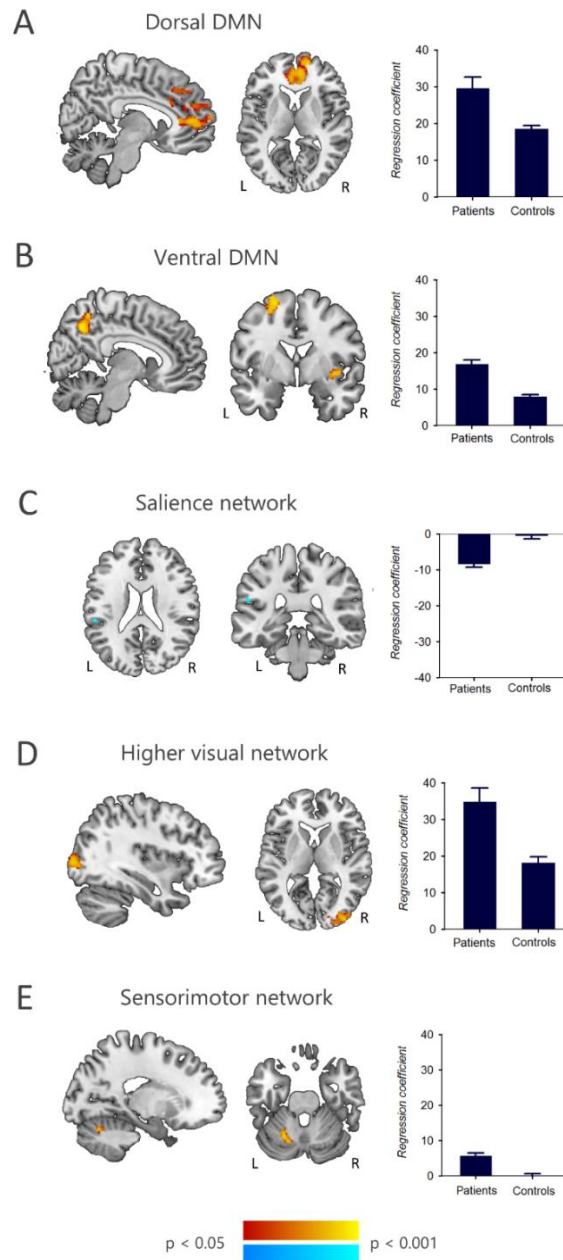 A
Dorsal DMN
L R
Regression coefficient
40
30
20
10
0
Patients Controls
B
Ventral DMN
L R
Regression coefficient
40
30
20
10
0
Patients Controls
C
Salience network
L R
Regression coefficient
0
-10
-20
-30
-40
Patients Controls
D
Higher visual network
L R
Regression coefficient
40
30
20
10
0
Patients Controls
E
Sensorimotor network
L R
Regression coefficient
40
30
20
10
0
Patients Controls
p < 0.05 p < 0.001